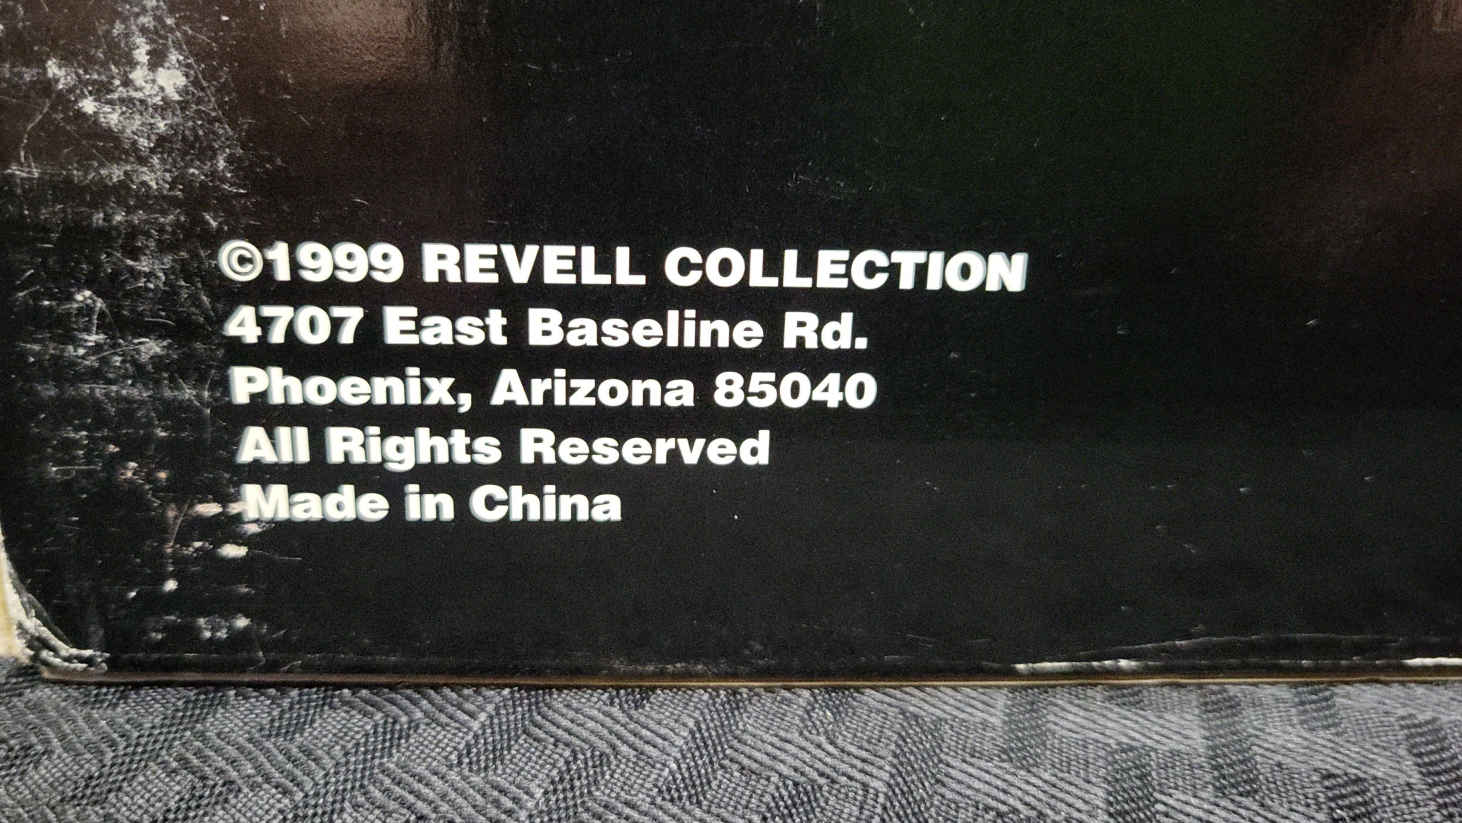 ©1999 REVELL COLLECTION
4707 East Baseline Rd.
Phoenix, Arizona 85040
All Rights Reserved
Made in China